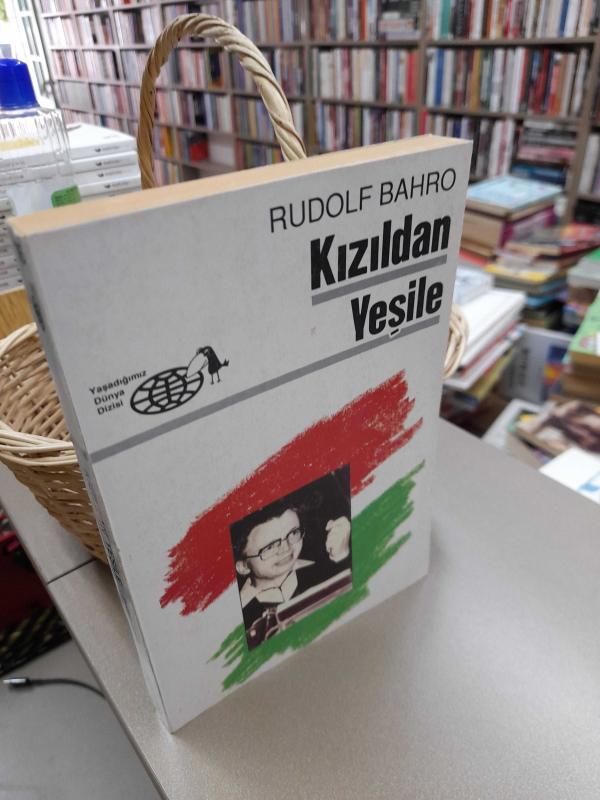 RUDOLF BAHRO
Kızıldan
Yeşile
Yaşadığımız
Dünya
Dizisi